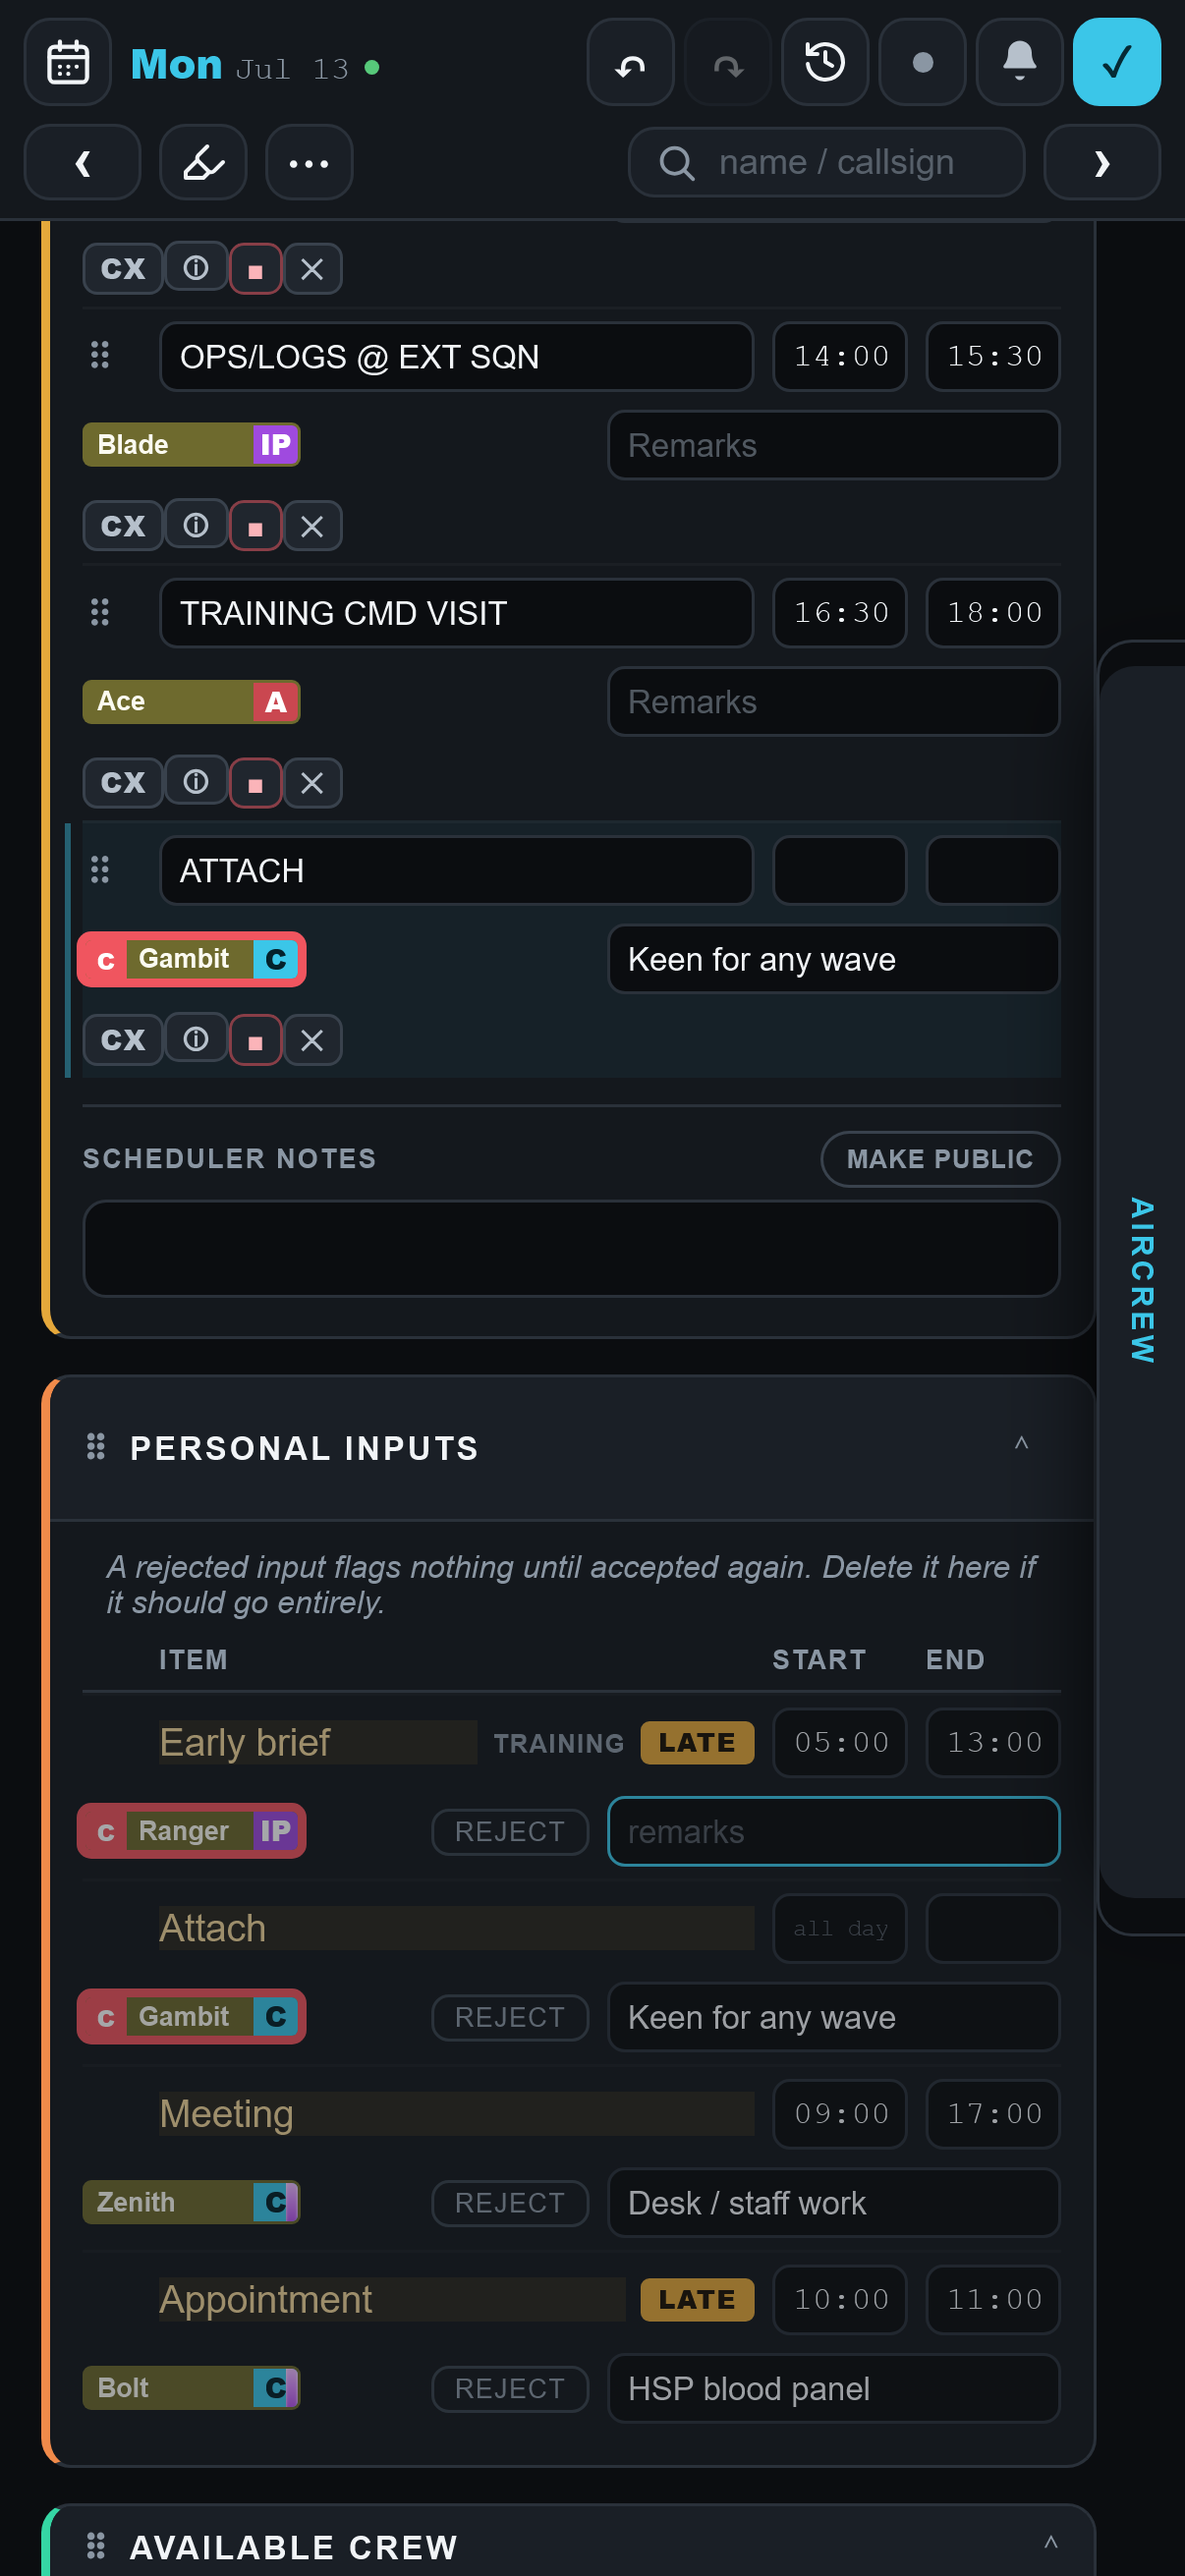 Mon Jul 13
name / callsign
CX
OPS/LOGS @ EXT SQN 14:00 15:30
Blade IP Remarks
CX
TRAINING CMD VISIT 16:30 18:00
Ace A Remarks
CX
ATTACH
c Gambit C Keen for any wave
CX
SCHEDULER NOTES MAKE PUBLIC
AIRCREW
PERSONAL INPUTS
A rejected input flags nothing until accepted again. Delete it here if
it should go entirely.
ITEM START END
Early brief TRAINING LATE 05:00 13:00
c Ranger IP REJECT remarks
Attach all day
c Gambit C REJECT Keen for any wave
Meeting 09:00 17:00
Zenith C REJECT Desk / staff work
Appointment LATE 10:00 11:00
Bolt C REJECT HSP blood panel
AVAILABLE CREW